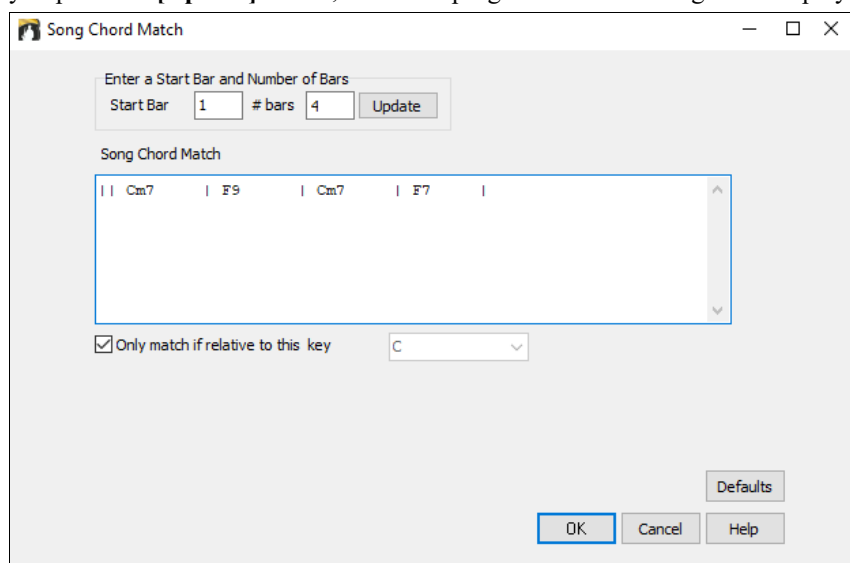 Song Chord Match
Enter a Start Bar and Number of Bars
Start Bar 1 # bars 4 Update
Song Chord Match
|| Cm7 | F9 | Cm7 | F7 |
Only match if relative to this key C
Defaults
OK Cancel Help